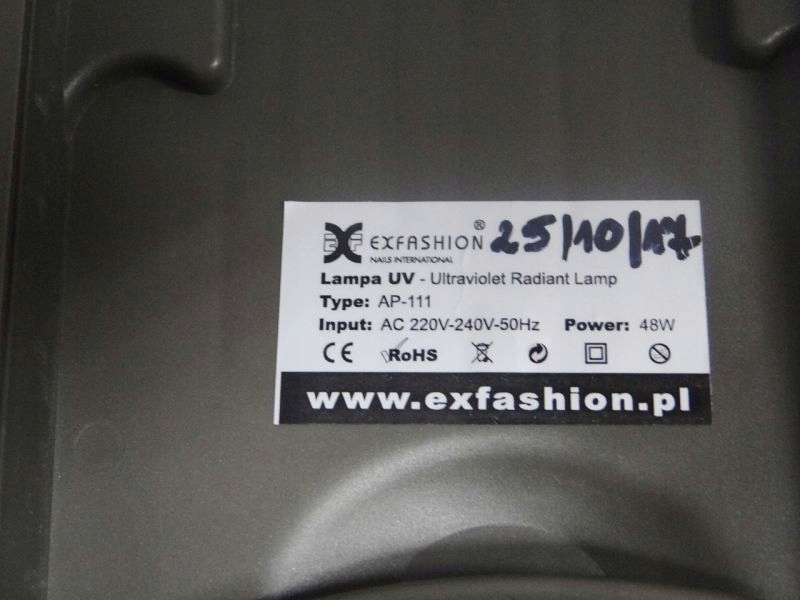 EXFASHION® 25/10/17.
NAILS INTERNATIONAL
Lampa UV - Ultraviolet Radiant Lamp
Type: AP-111
Input: AC 220V-240V-50Hz Power: 48W
CE RoHS
www.exfashion.pl